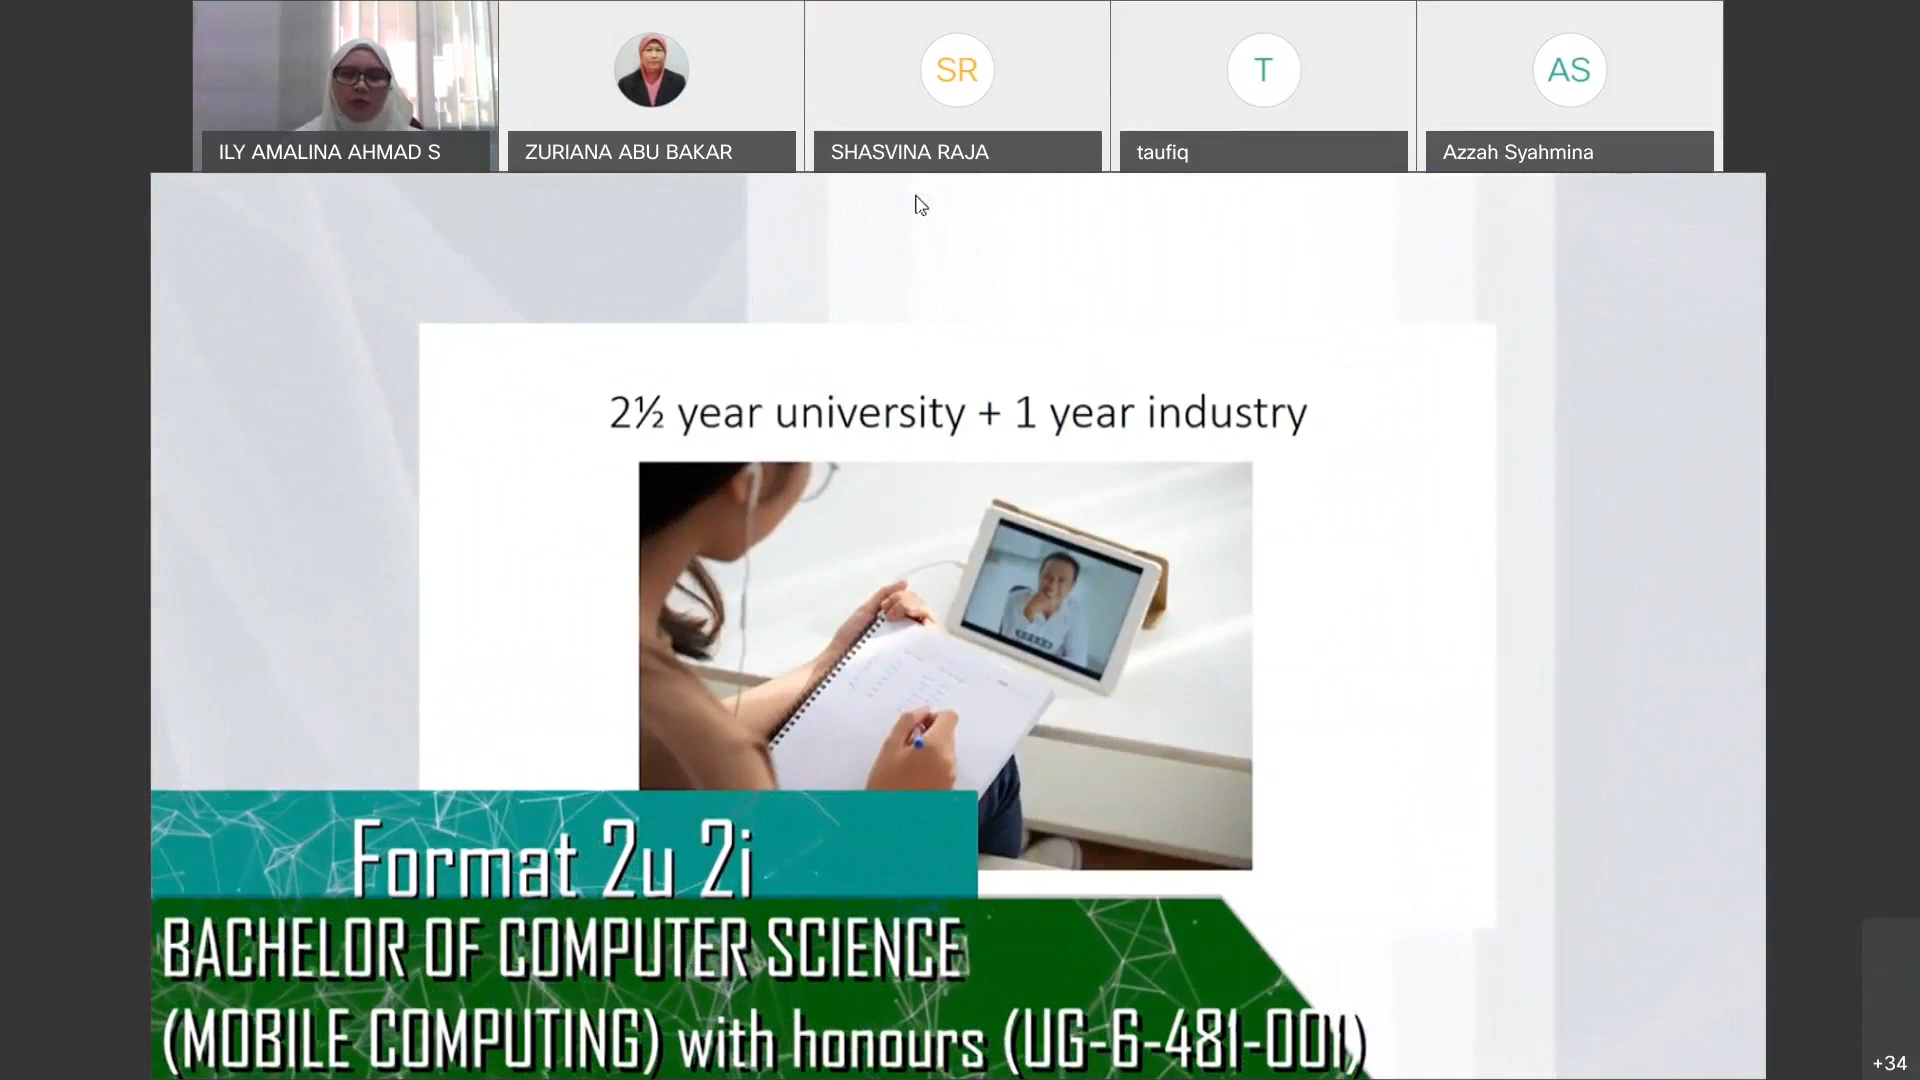 ILY AMALINA AHMAD S
ZURIANA ABU BAKAR
SR
SHASVINA RAJA
T
taufiq
AS
Azzah Syahmina
2½ year university + 1 year industry
Format 2u 2i
BACHELOR OF COMPUTER SCIENCE
(MOBILE COMPUTING) with honours (UG-6-481-001)
+34